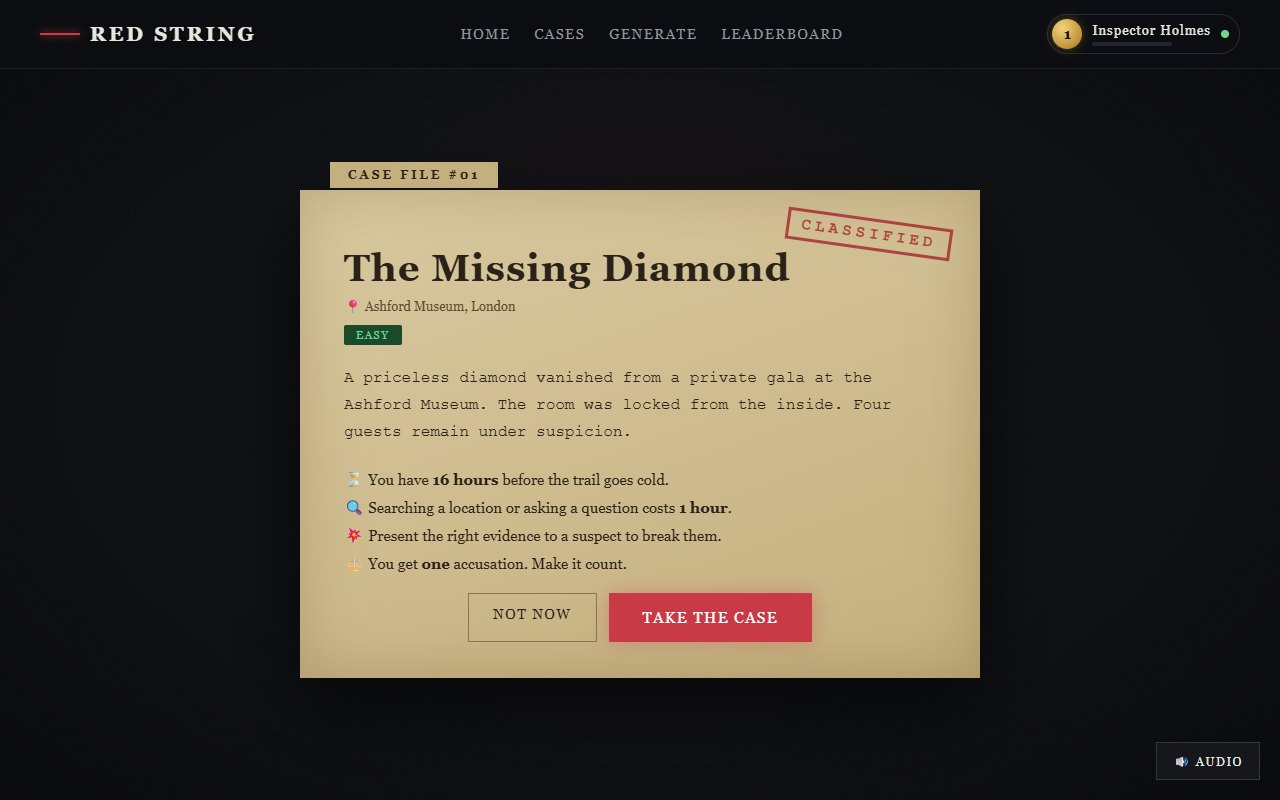 RED STRING
HOME CASES GENERATE LEADERBOARD
1 Inspector Holmes
CASE FILE #01
CLASSIFIED
The Missing Diamond
Ashford Museum, London
EASY
A priceless diamond vanished from a private gala at the
Ashford Museum. The room was locked from the inside. Four
guests remain under suspicion.
You have 16 hours before the trail goes cold.
Searching a location or asking a question costs 1 hour.
Present the right evidence to a suspect to break them.
You get one accusation. Make it count.
NOT NOW TAKE THE CASE
AUDIO